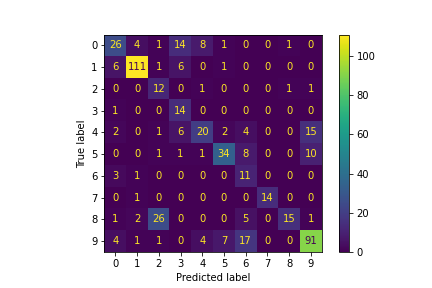 0 26 4 1 14 8 1 0 0 1 0
1 6 111 1 6 0 1 0 0 0 0
2 0 0 12 0 1 0 0 0 1 1
3 1 0 0 14 0 0 0 0 0 0
4 2 0 1 6 20 2 4 0 0 15
5 0 0 1 1 1 34 8 0 0 10
6 3 1 0 0 0 0 11 0 0 0
7 0 1 0 0 0 0 0 14 0 0
8 1 2 26 0 0 0 5 0 15 1
9 4 1 1 0 4 7 17 0 0 91
0 1 2 3 4 5 6 7 8 9
Predicted label
True label
100
80
60
40
20
0